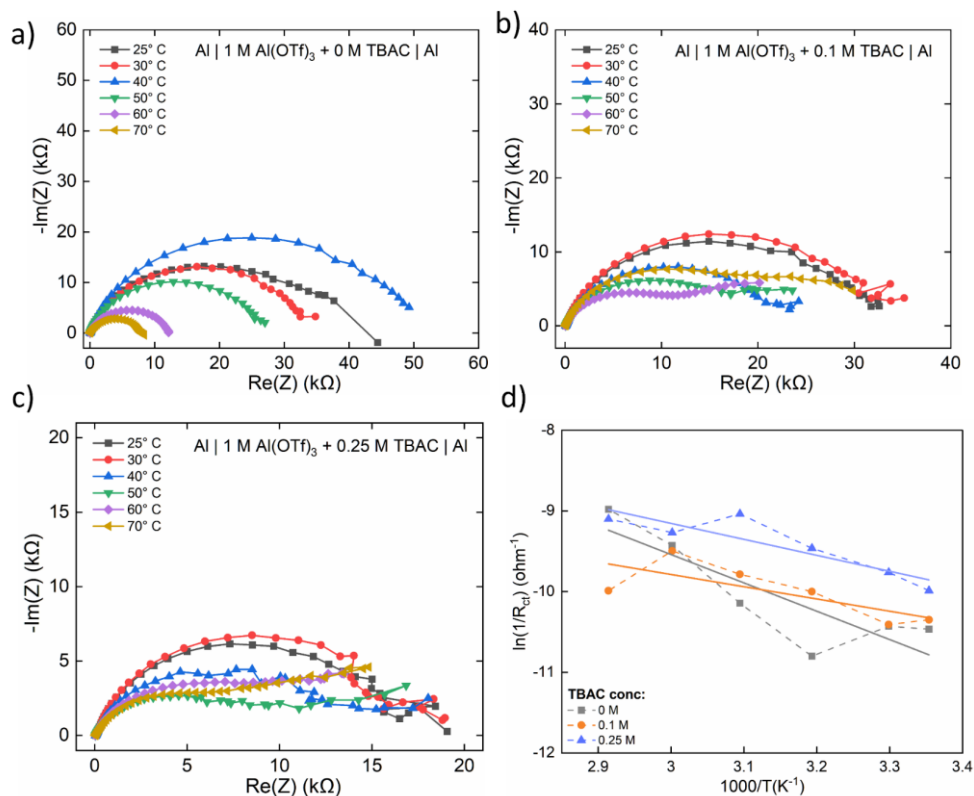 a)
Al | 1 M Al(OTf)₃ + 0 M TBAC | Al
25° C
30° C
40° C
50° C
60° C
70° C
-Im(Z) (kΩ)
60
50
40
30
20
10
0
0 10 20 30 40 50 60
Re(Z) (kΩ)
b)
Al | 1 M Al(OTf)₃ + 0.1 M TBAC | Al
25° C
30° C
40° C
50° C
60° C
70° C
-Im(Z) (kΩ)
40
30
20
10
0
0 10 20 30 40
Re(Z) (kΩ)
c)
Al | 1 M Al(OTf)₃ + 0.25 M TBAC | Al
25° C
30° C
40° C
50° C
60° C
70° C
-Im(Z) (kΩ)
20
15
10
5
0
0 5 10 15 20
Re(Z) (kΩ)
d)
ln(1/R_ct) (ohm⁻¹)
-8
-9
-10
-11
-12
TBAC conc:
0 M
0.1 M
0.25 M
2.9 3 3.1 3.2 3.3 3.4
1000/T(K⁻¹)